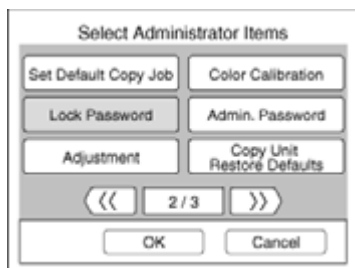 Select Administrator Items
Set Default Copy Job
Color Calibration
Lock Password
Admin. Password
Adjustment
Copy Unit
Restore Defaults
<< 2 / 3 >>
OK
Cancel